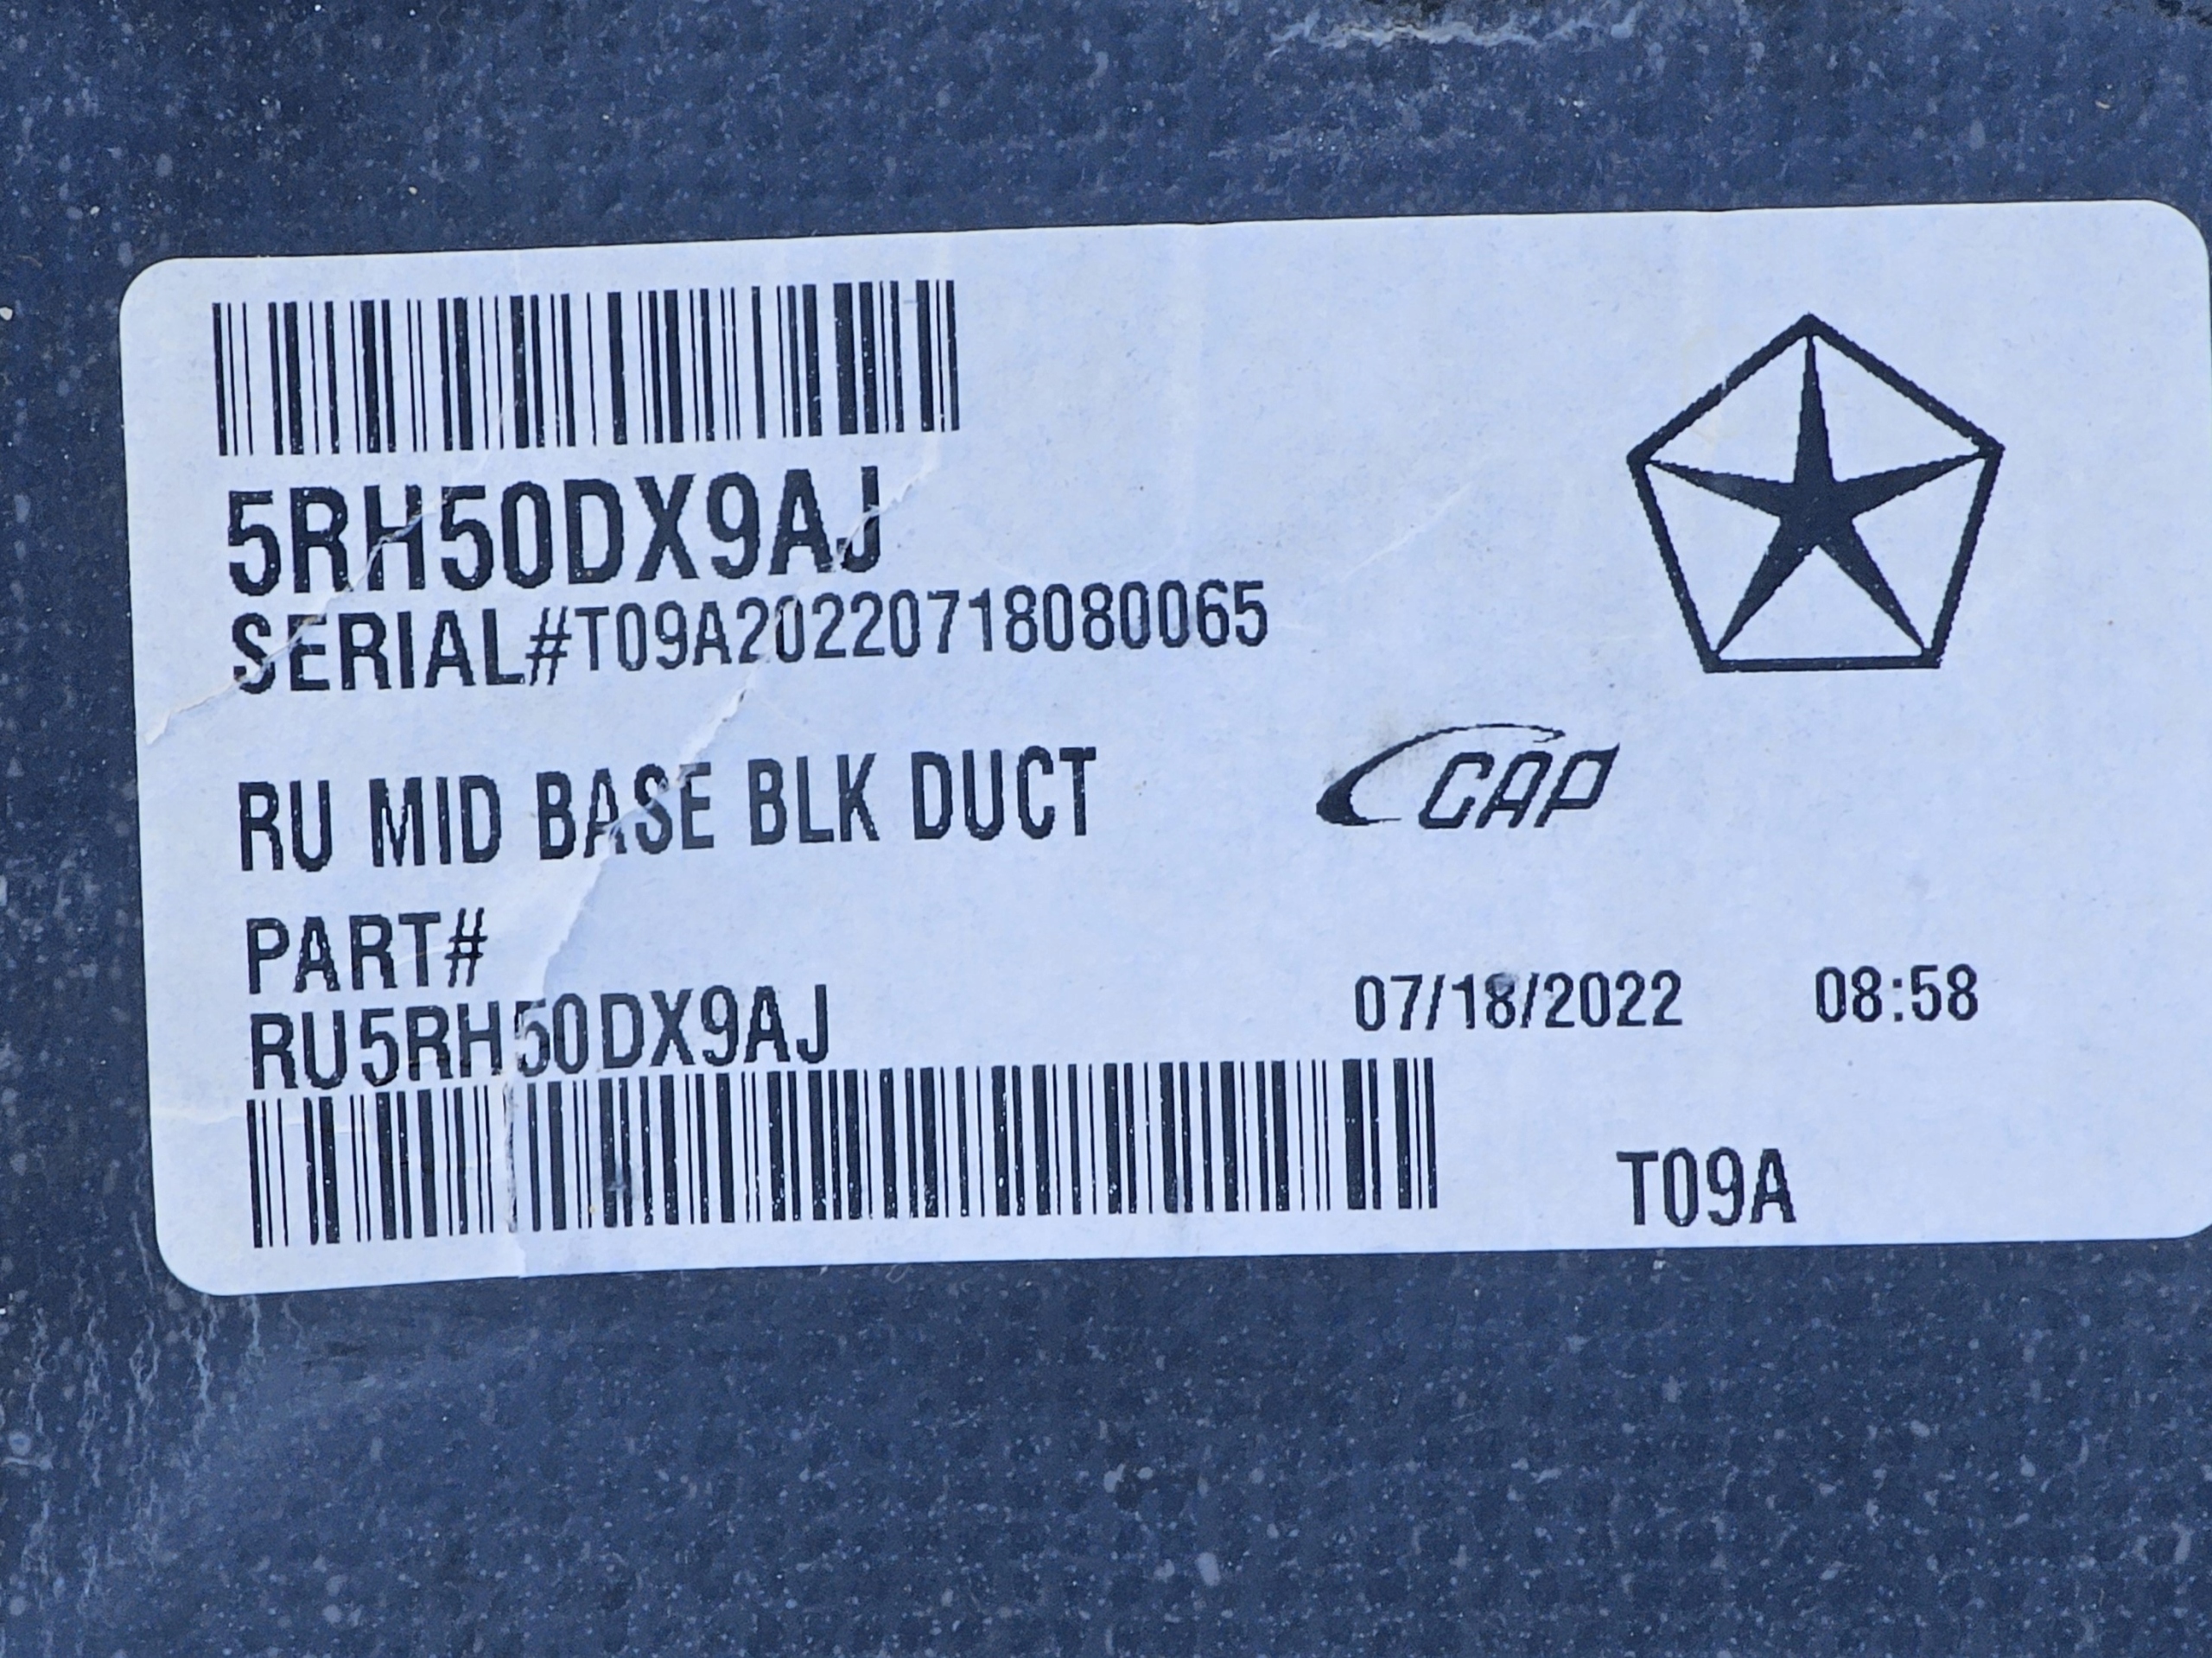 5RH50DX9AJ
SERIAL#T09A20220718080065
RU MID BASE BLK DUCT
CAP
PART#
RU5RH50DX9AJ
07/18/2022 08:58
T09A